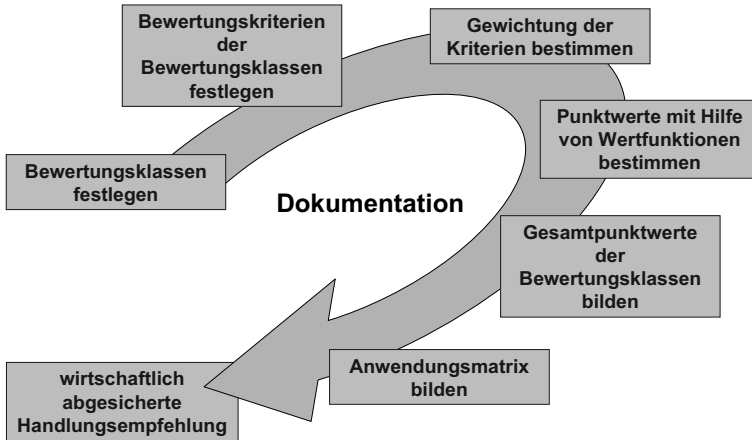 Bewertungsklassen
festlegen
Bewertungskriterien
der
Bewertungsklassen
festlegen
Gewichtung der
Kriterien bestimmen
Punktwerte mit Hilfe
von Wertfunktionen
bestimmen
Gesamtpunktwerte
der
Bewertungsklassen
bilden
Anwendungsmatrix
bilden
wirtschaftlich
abgesicherte
Handlungsempfehlung
Dokumentation